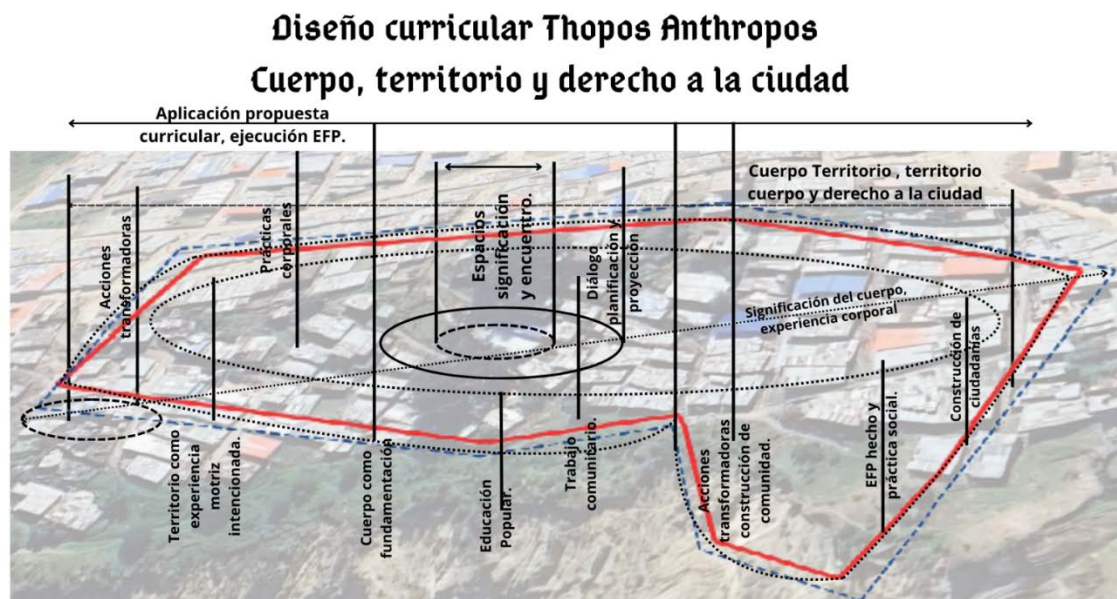 Diseño curricular Thopos Anthropos
Cuerpo, territorio y derecho a la ciudad
Aplicación propuesta
curricular, ejecución EFP.
Cuerpo Territorio , territorio
cuerpo y derecho a la ciudad
Acciones
transformadoras
Prácticas
corporales
Espacios
significación
y encuentro.
Diálogo
planificación y
proyección
Significación del cuerpo,
experiencia corporal
Territorio como
experiencia
motriz
intencionada.
Cuerpo como
fundamentación
Educación
Popular.
Trabajo
comunitario.
Acciones
transformadoras
construcción de
comunidad.
EFP hecho y
práctica social.
Construcción de
ciudadanías